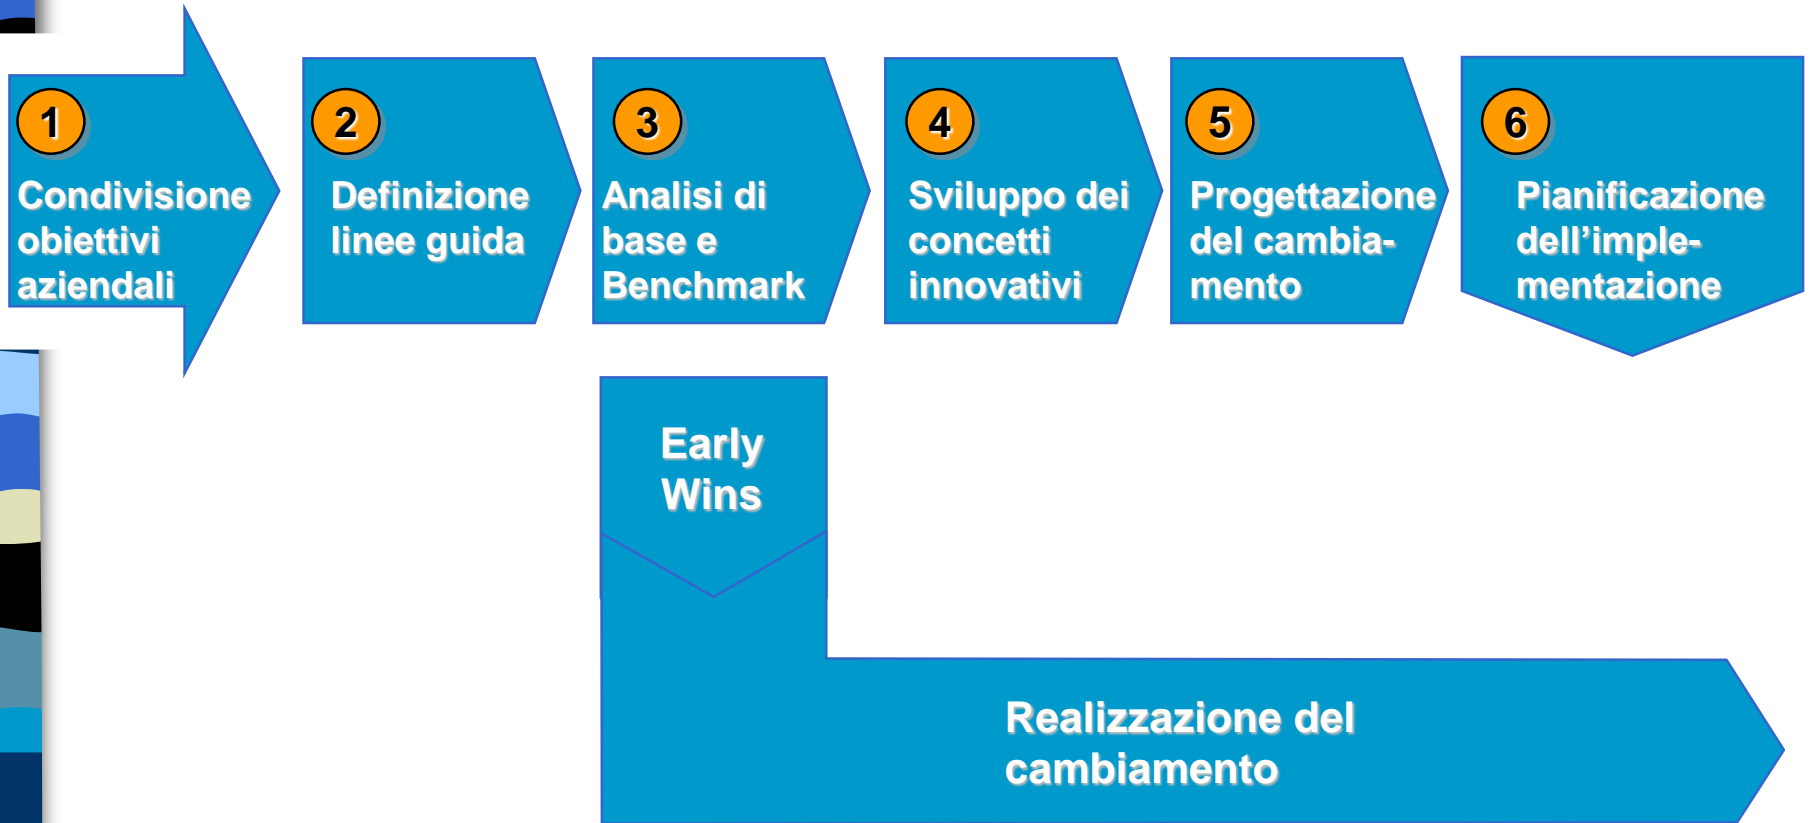 1
Condivisione
obiettivi
aziendali
2
Definizione
linee guida
3
Analisi di
base e
Benchmark
4
Sviluppo dei
concetti
innovativi
5
Progettazione
del cambia-
mento
6
Pianificazione
dell’imple-
mentazione
Early
Wins
Realizzazione del
cambiamento